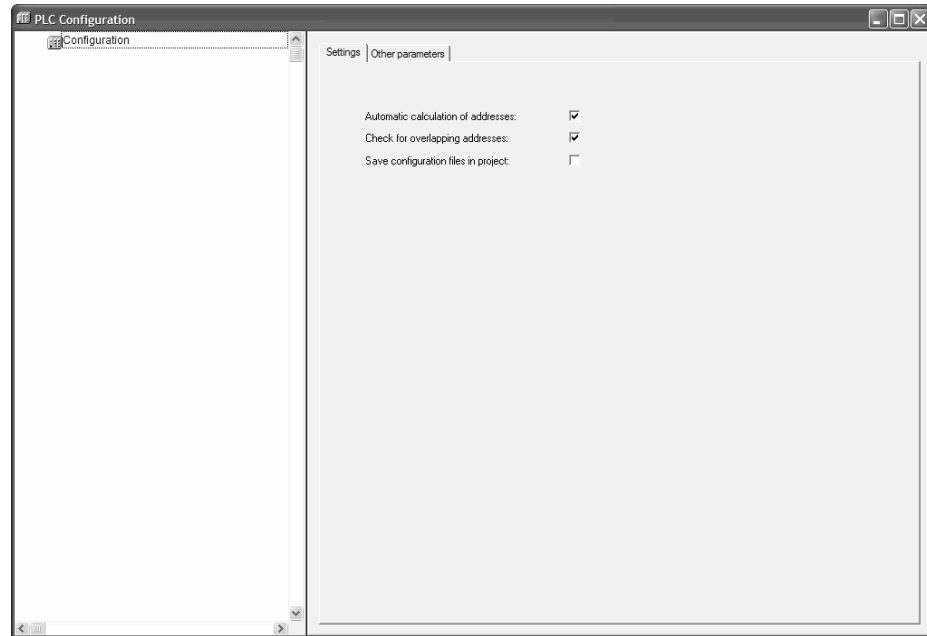 PLC Configuration
Configuration
Settings
Other parameters
Automatic calculation of addresses:
Check for overlapping addresses:
Save configuration files in project: